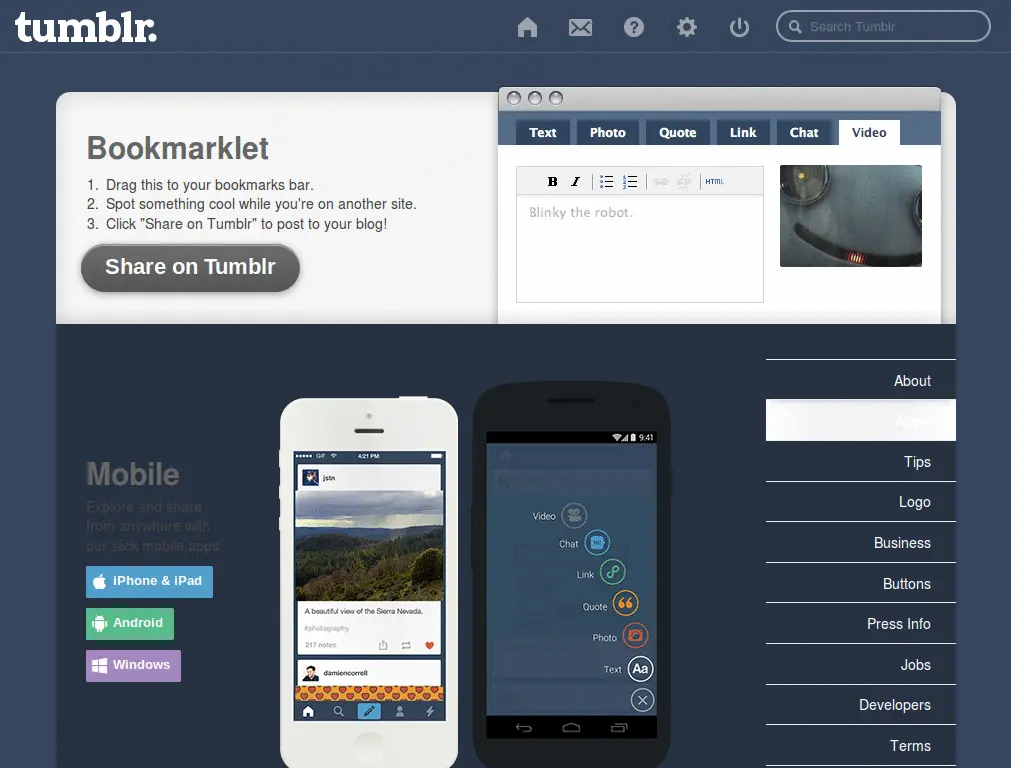 tumblr.
Search Tumblr
Bookmarklet
1. Drag this to your bookmarks bar.
2. Spot something cool while you're on another site.
3. Click "Share on Tumblr" to post to your blog!
Share on Tumblr
Text Photo Quote Link Chat Video
B I HTML
Blinky the robot.
Mobile
Explore and share
from anywhere with
our slick mobile apps
iPhone & iPad
Android
Windows
GIF 4:21 PM
jstn
A beautiful view of the Sierra Nevada.
#photography
217 notes
damiencorrell
9:41
Video
Chat
Link
Quote
Photo
Text Aa
About
Apps
Tips
Logo
Business
Buttons
Press Info
Jobs
Developers
Terms